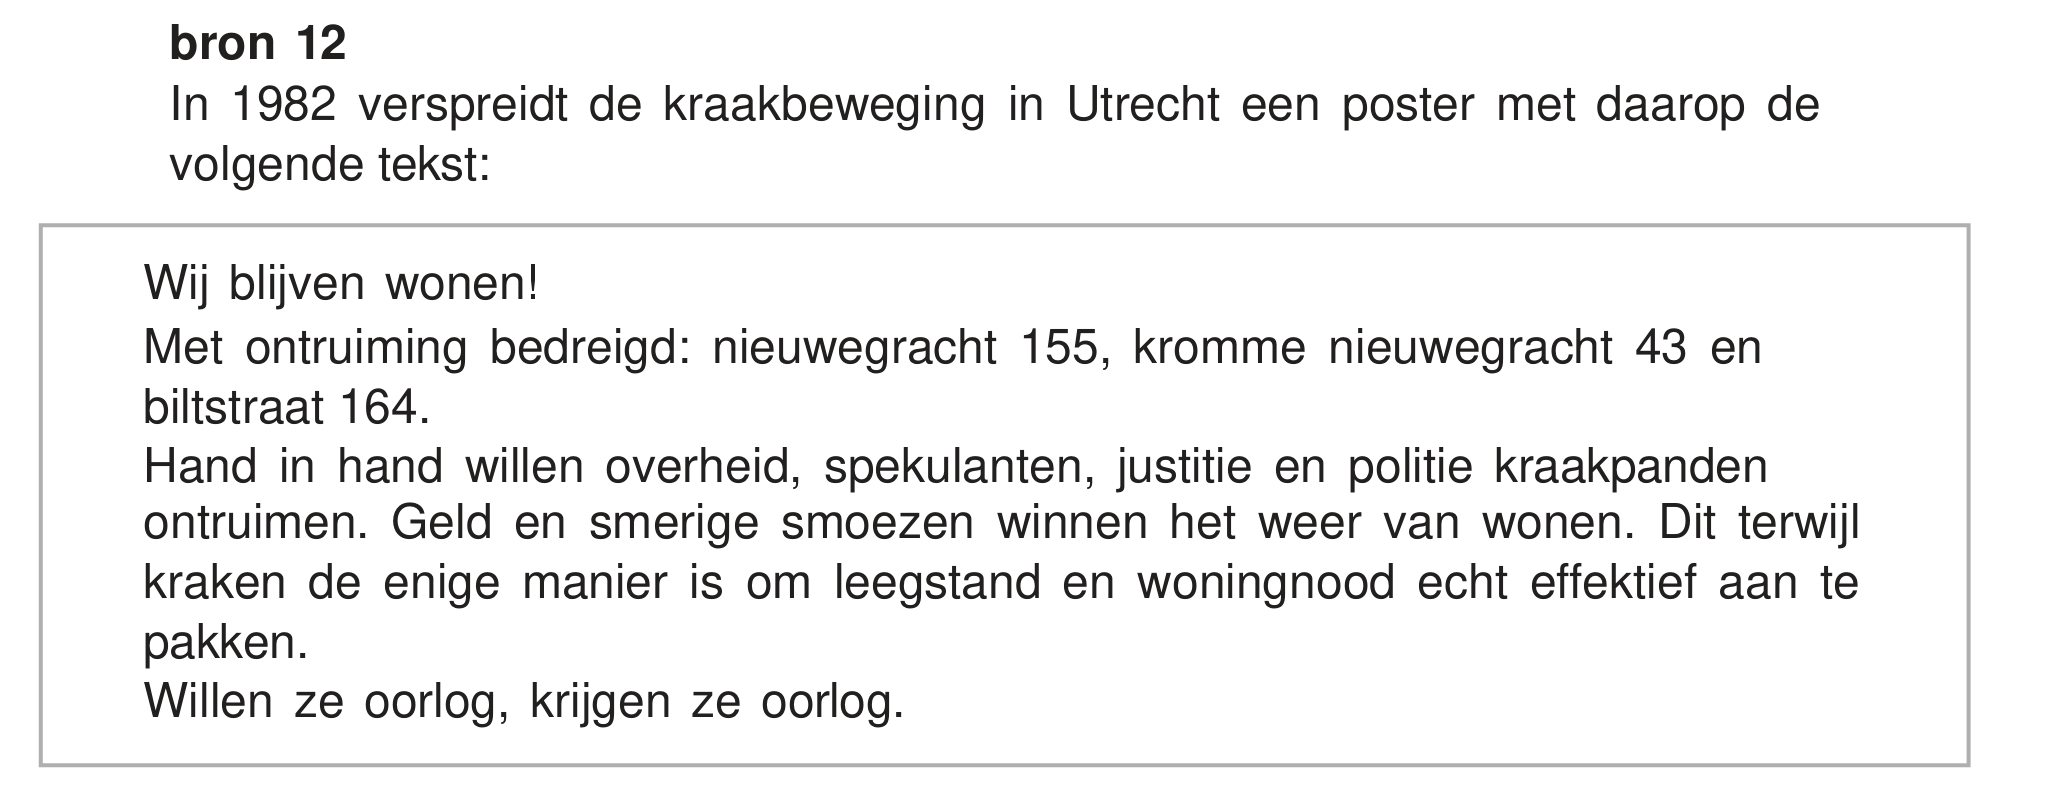 bron 12
In 1982 verspreidt de kraakbeweging in Utrecht een poster met daarop de
volgende tekst:
Wij blijven wonen!
Met ontruiming bedreigd: nieuwegracht 155, kromme nieuwegracht 43 en
biltstraat 164.
Hand in hand willen overheid, spekulanten, justitie en politie kraakpanden
ontruimen. Geld en smerige smoezen winnen het weer van wonen. Dit terwijl
kraken de enige manier is om leegstand en woningnood echt effektief aan te
pakken.
Willen ze oorlog, krijgen ze oorlog.